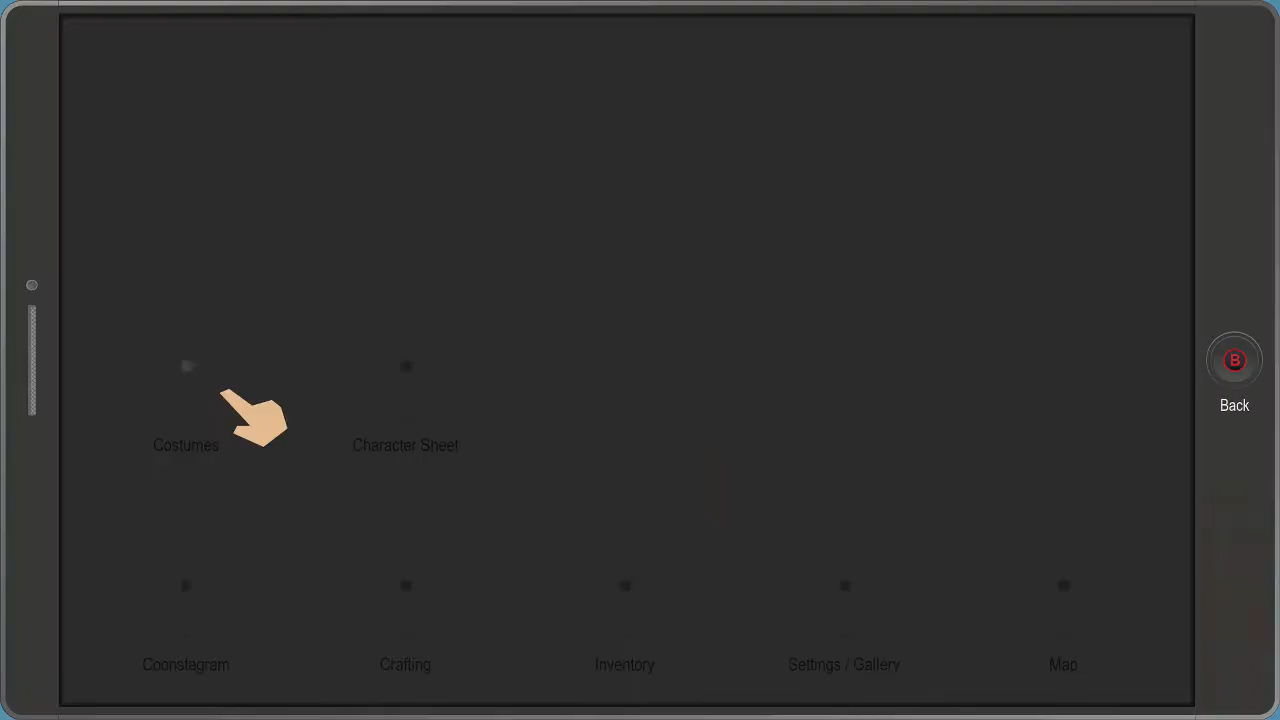 B
Back
Costumes
Character Sheet
Coonstagram
Crafting
Inventory
Settings / Gallery
Map